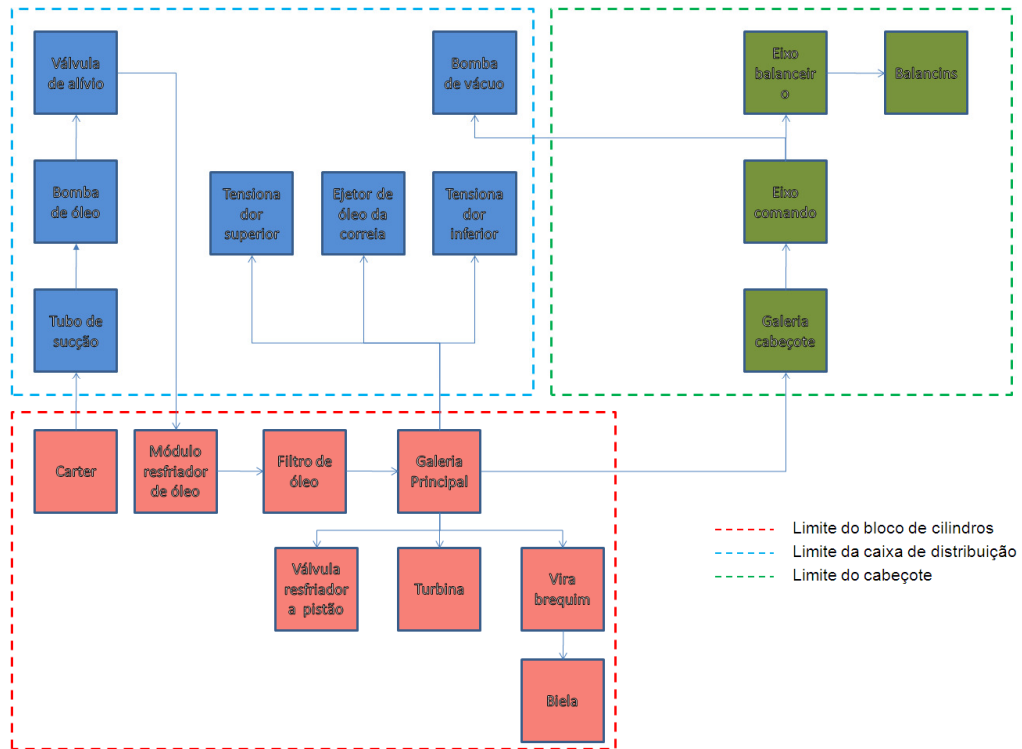 Válvula
de alívio
Bomba
de vácuo
Eixo
balanceir
o
Balancins
Bomba
de óleo
Tensiona
dor
superior
Ejetor de
óleo da
correia
Tensiona
dor
inferior
Eixo
comando
Tubo de
sucção
Galeria
cabeçote
Carter
Módulo
resfriador
de óleo
Filtro de
óleo
Galeria
Principal
Válvula
resfriador
a pistão
Turbina
Vira
brequim
Biela
Limite do bloco de cilindros
Limite da caixa de distribuição
Limite do cabeçote